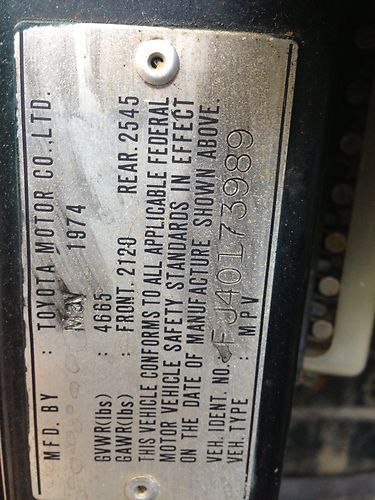 MFD. BY : TOYOTA MOTOR CO.,LTD.
May 1974
GVWR(lbs) : 4665
GAWR(lbs) : FRONT. 2120 REAR. 2545
THIS VEHICLE CONFORMS TO ALL APPLICABLE FEDERAL
MOTOR VEHICLE SAFETY STANDARDS IN EFFECT
ON THE DATE OF MANUFACTURE SHOWN ABOVE.
VEH. IDENT. NO. : FJ40173989
VEH. TYPE : MPV